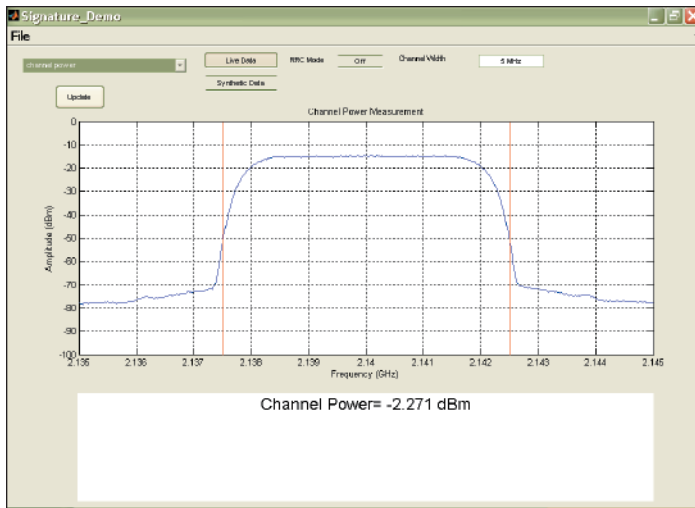 Signature_Demo
File
channel power
Live Data
RRC Mode
Off
Channel Width
5 MHz
Synthetic Data
Update
Channel Power Measurement
0
-10
-20
-30
-40
-50
-60
-70
-80
-90
-100
Amplitude (dBm)
2.135
2.136
2.137
2.138
2.139
2.14
2.141
2.142
2.143
2.144
2.145
Frequency (GHz)
Channel Power= -2.271 dBm